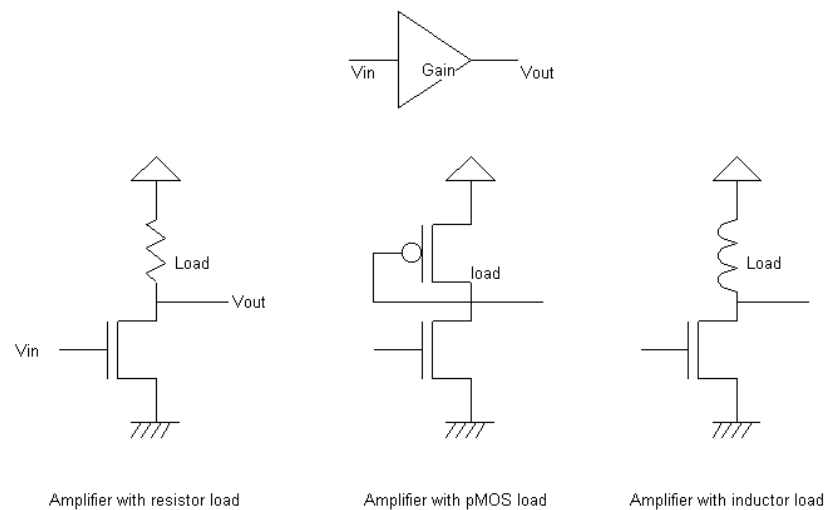 Vin
Gain
Vout
Load
Vout
Vin
load
Load
Amplifier with resistor load
Amplifier with pMOS load
Amplifier with inductor load